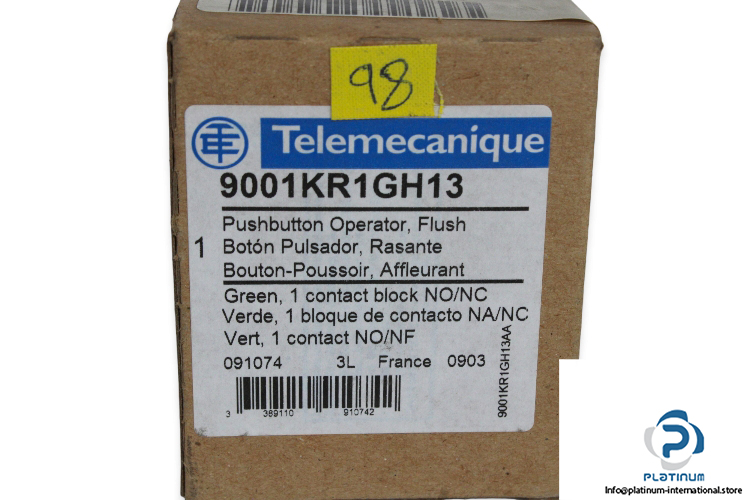 98
Telemecanique
9001KR1GH13
Pushbutton Operator, Flush
1 Botón Pulsador, Rasante
Bouton-Poussoir, Affleurant
Green, 1 contact block NO/NC
Verde, 1 bloque de contacto NA/NC
Vert, 1 contact NO/NF
091074 3L France 0903
3 389110 910742
9001KR1GH13AA
PLATINUM
Info@platinum-international.store